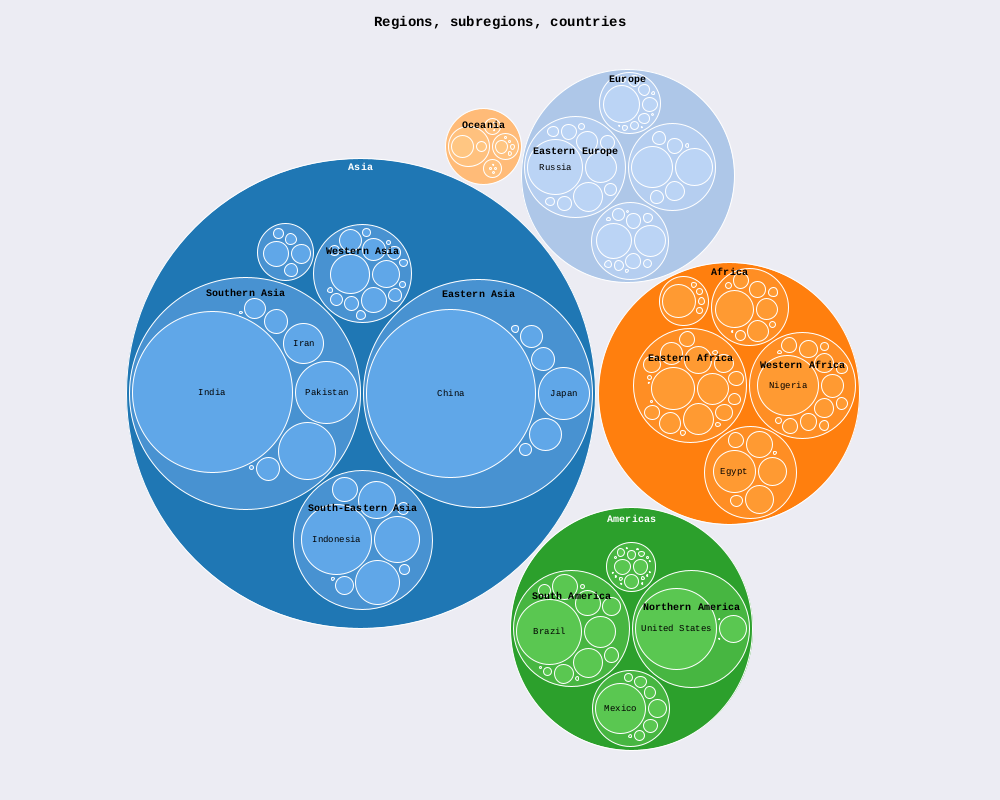 Regions, subregions, countries
Europe
Oceania
Eastern Europe
Russia
Asia
Western Asia
Southern Asia
Eastern Asia
Iran
India
Pakistan
China
Japan
South-Eastern Asia
Indonesia
Africa
Eastern Africa
Western Africa
Nigeria
Egypt
Americas
South America
Northern America
Brazil
United States
Mexico